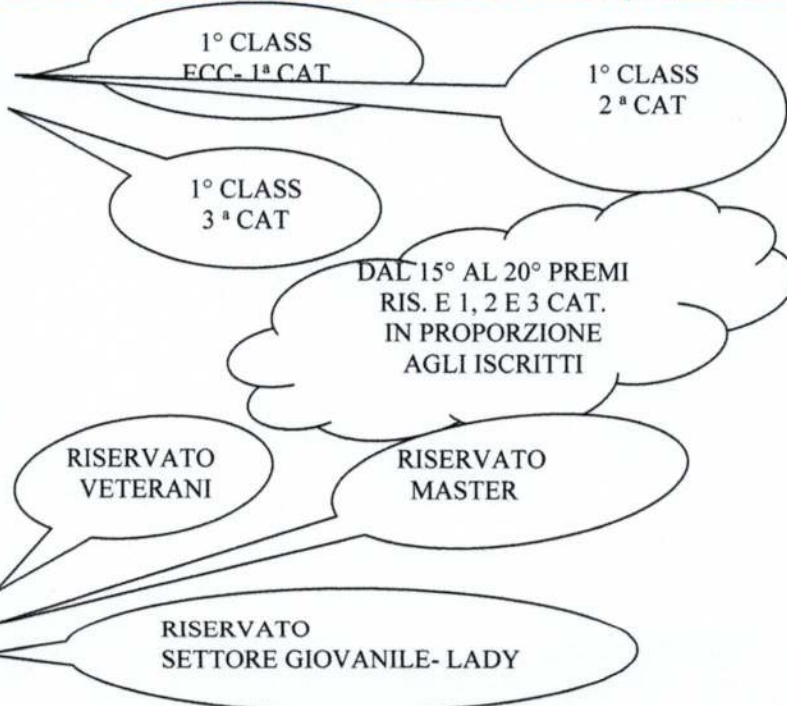 1° CLASS
ECC- 1ª CAT
1° CLASS
2 ª CAT
1° CLASS
3 ª CAT
DAL 15° AL 20° PREMI
RIS. E 1, 2 E 3 CAT.
IN PROPORZIONE
AGLI ISCRITTI
RISERVATO
VETERANI
RISERVATO
MASTER
RISERVATO
SETTORE GIOVANILE- LADY